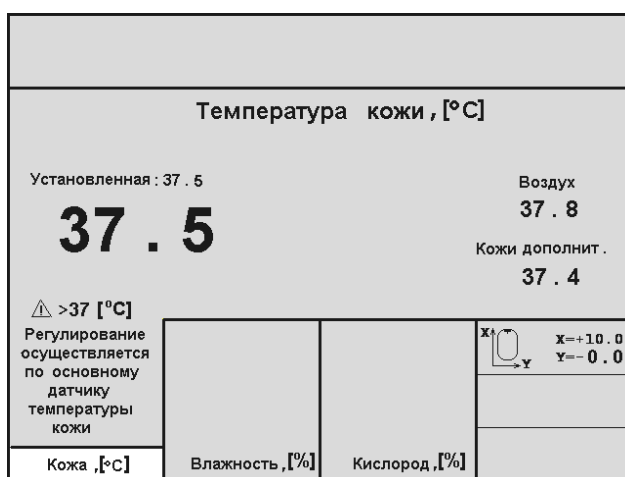 Температура кожи, [°C]
Установленная: 37.5
37.5
Воздух
37.8
Кожи дополнит.
37.4
⚠ >37 [°C]
Регулирование
осуществляется
по основному
датчику
температуры
кожи
Кожа ,[°C]
Влажность ,[%]
Кислород ,[%]
X
Y
X=+10.0
Y=-0.0